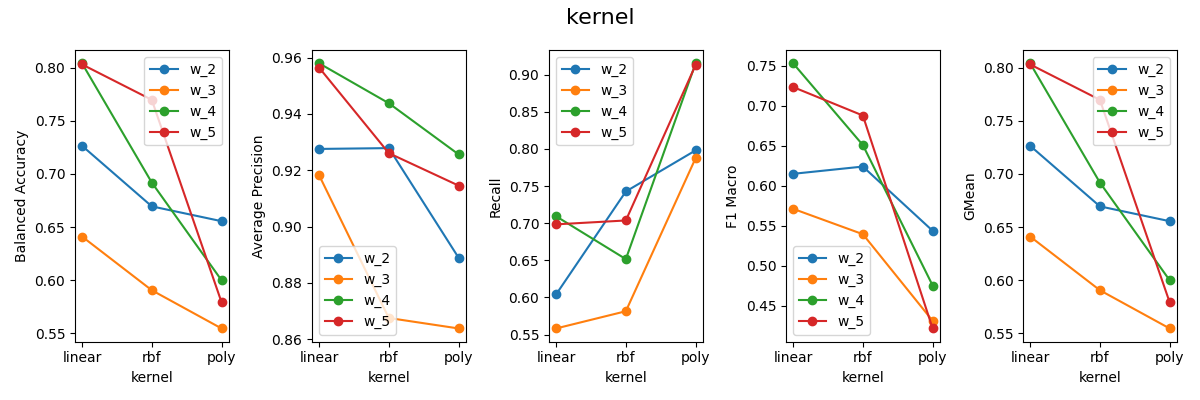 kernel
Balanced Accuracy
0.80
0.75
0.70
0.65
0.60
0.55
w_2
w_3
w_4
w_5
linear
rbf
poly
kernel
Average Precision
0.96
0.94
0.92
0.90
0.88
0.86
w_2
w_3
w_4
w_5
linear
rbf
poly
kernel
Recall
0.90
0.85
0.80
0.75
0.70
0.65
0.60
0.55
w_2
w_3
w_4
w_5
linear
rbf
poly
kernel
F1 Macro
0.75
0.70
0.65
0.60
0.55
0.50
0.45
w_2
w_3
w_4
w_5
linear
rbf
poly
kernel
GMean
0.80
0.75
0.70
0.65
0.60
0.55
w_2
w_3
w_4
w_5
linear
rbf
poly
kernel